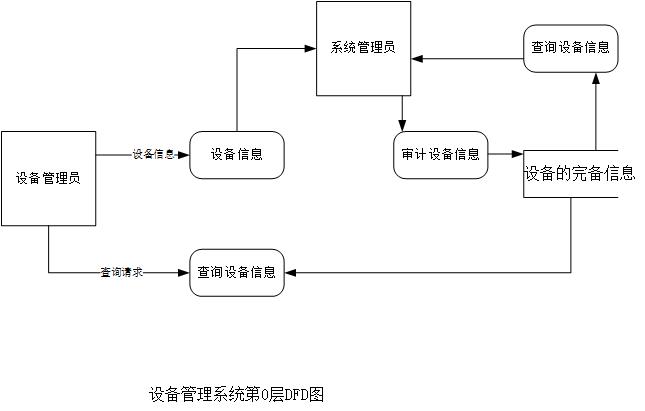 系统管理员
查询设备信息
设备管理员
设备信息
设备信息
审计设备信息
设备的完备信息
查询请求
查询设备信息
设备管理系统第0层DFD图